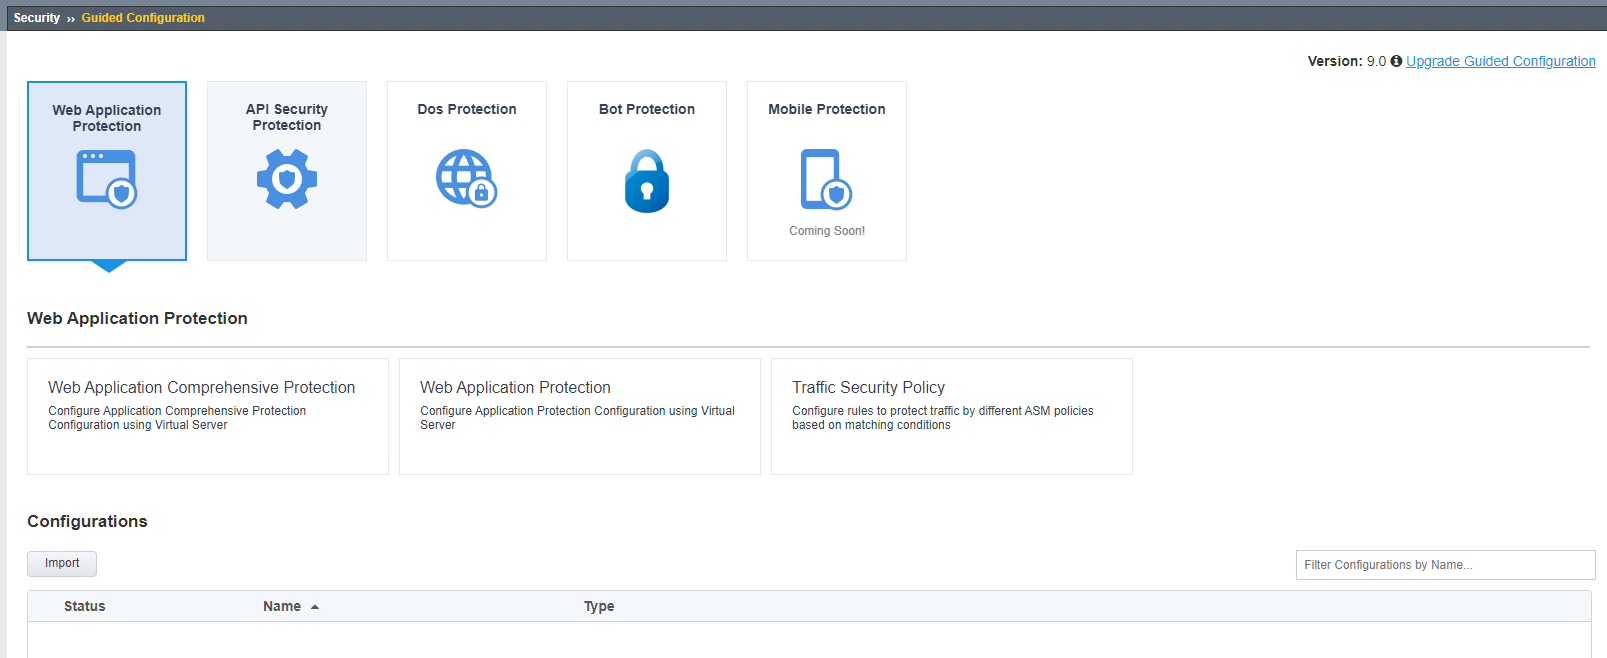 Security ›› Guided Configuration
Version: 9.0 Upgrade Guided Configuration
Web Application
Protection
API Security
Protection
Dos Protection
Bot Protection
Mobile Protection
Coming Soon!
Web Application Protection
Web Application Comprehensive Protection
Configure Application Comprehensive Protection
Configuration using Virtual Server
Web Application Protection
Configure Application Protection Configuration using Virtual
Server
Traffic Security Policy
Configure rules to protect traffic by different ASM policies
based on matching conditions
Configurations
Import
Filter Configurations by Name...
Status Name Type